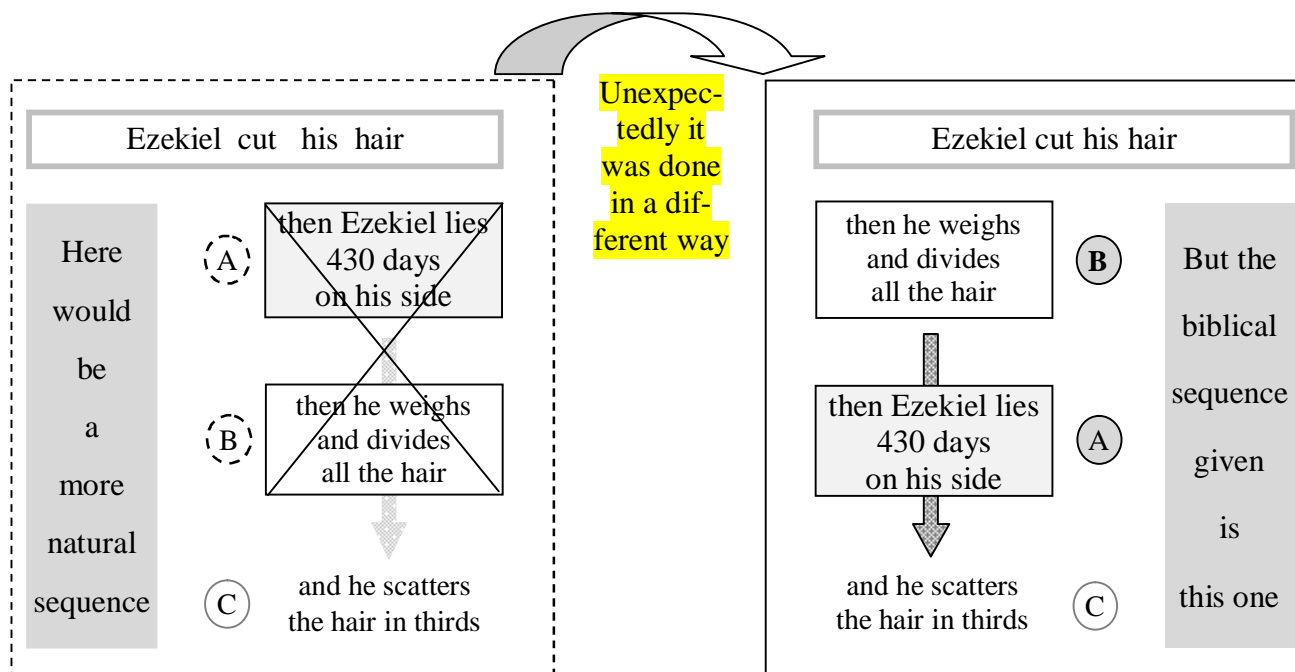 Ezekiel cut his hair
Here
would
be
a
more
natural
sequence
A
then Ezekiel lies
430 days
on his side
B
then he weighs
and divides
all the hair
C
and he scatters
the hair in thirds
Unexpec-
tedly it
was done
in a dif-
ferent way
Ezekiel cut his hair
then he weighs
and divides
all the hair
B
then Ezekiel lies
430 days
on his side
A
and he scatters
the hair in thirds
C
But the
biblical
sequence
given
is
this one